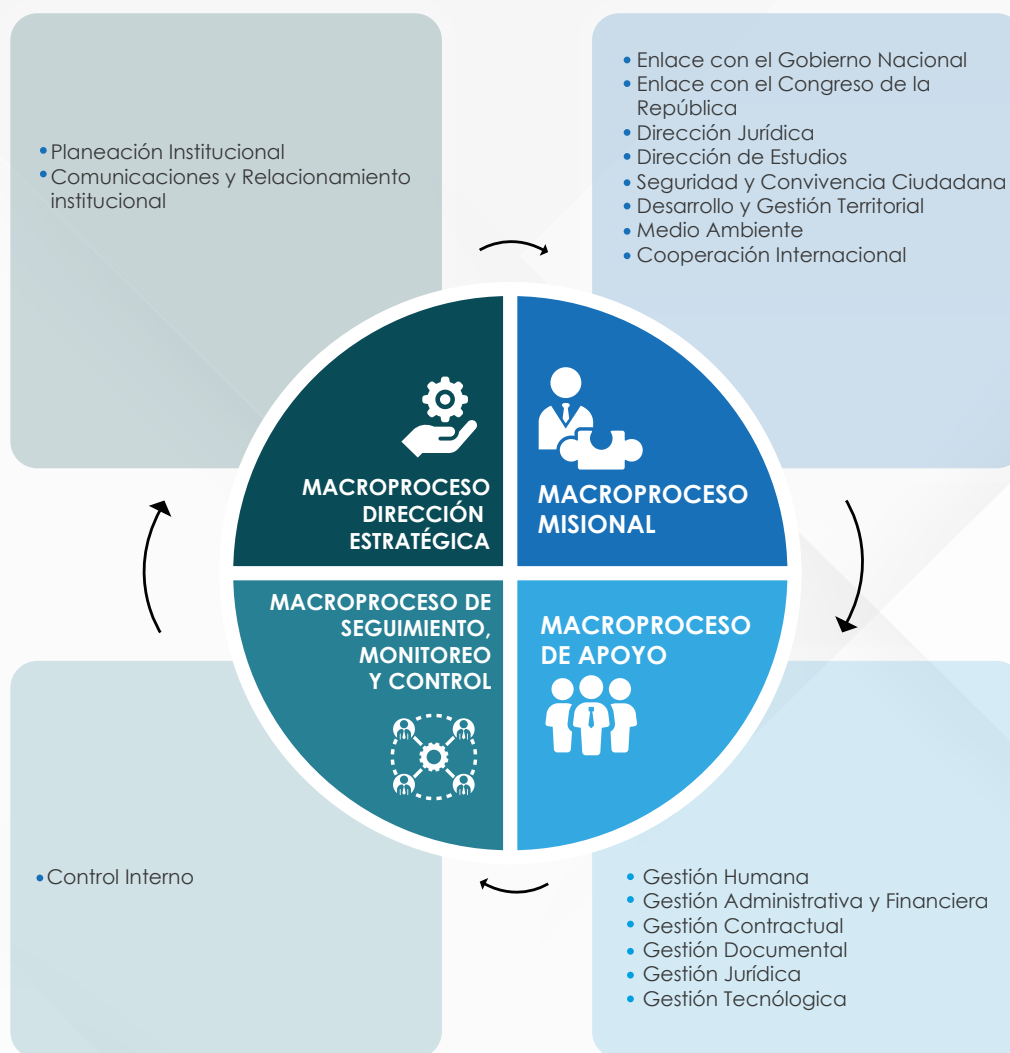 • Planeación Institucional
• Comunicaciones y Relacionamiento
institucional
• Enlace con el Gobierno Nacional
• Enlace con el Congreso de la
República
• Dirección Jurídica
• Dirección de Estudios
• Seguridad y Convivencia Ciudadana
• Desarrollo y Gestión Territorial
• Medio Ambiente
• Cooperación Internacional
MACROPROCESO
DIRECCIÓN
ESTRATÉGICA
MACROPROCESO
MISIONAL
MACROPROCESO DE
SEGUIMIENTO,
MONITOREO
Y CONTROL
MACROPROCESO
DE APOYO
• Control Interno
• Gestión Humana
• Gestión Administrativa y Financiera
• Gestión Contractual
• Gestión Documental
• Gestión Jurídica
• Gestión Tecnólogica